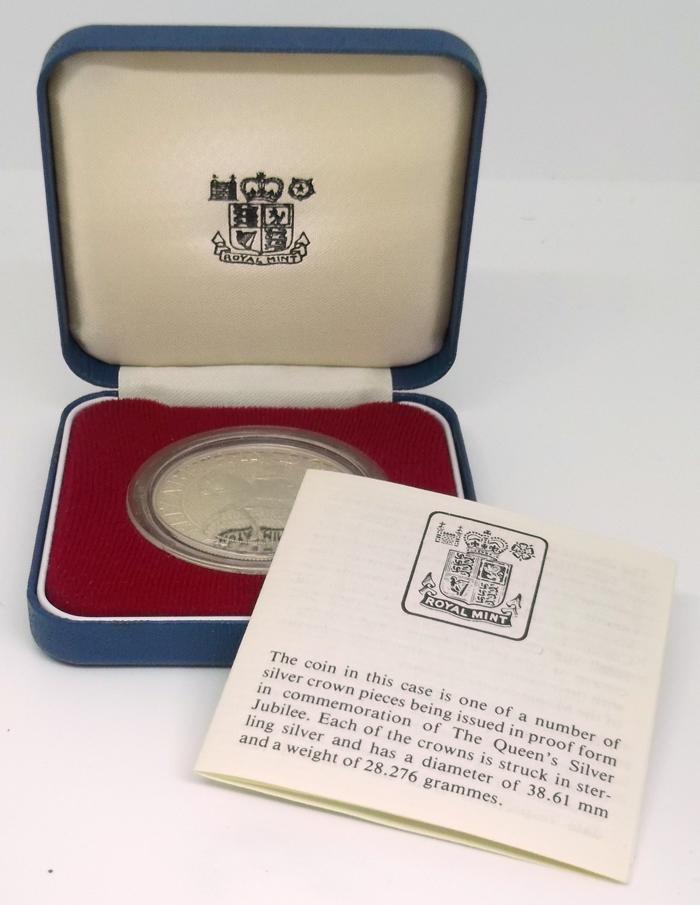 ROYAL MINT
ROYAL MINT
The coin in this case is one of a number of
silver crown pieces being issued in proof form
in commemoration of The Queen's Silver
Jubilee. Each of the crowns is struck in ster-
ling silver and has a diameter of 38.61 mm
and a weight of 28.276 grammes.